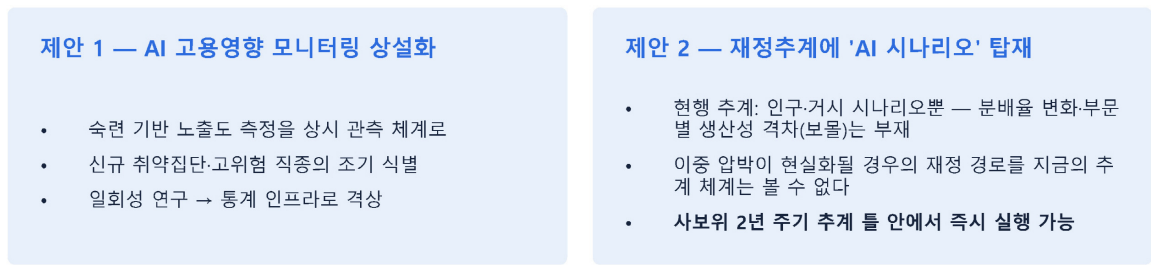 제안 1 — AI 고용영향 모니터링 상설화
• 숙련 기반 노출도 측정을 상시 관측 체계로
• 신규 취약집단·고위험 직종의 조기 식별
• 일회성 연구 → 통계 인프라로 격상
제안 2 — 재정추계에 'AI 시나리오' 탑재
• 현행 추계: 인구·거시 시나리오뿐 — 분배율 변화·부문
별 생산성 격차(보몰)는 부재
• 이중 압박이 현실화될 경우의 재정 경로를 지금의 추
계 체계는 볼 수 없다
• 사보위 2년 주기 추계 틀 안에서 즉시 실행 가능